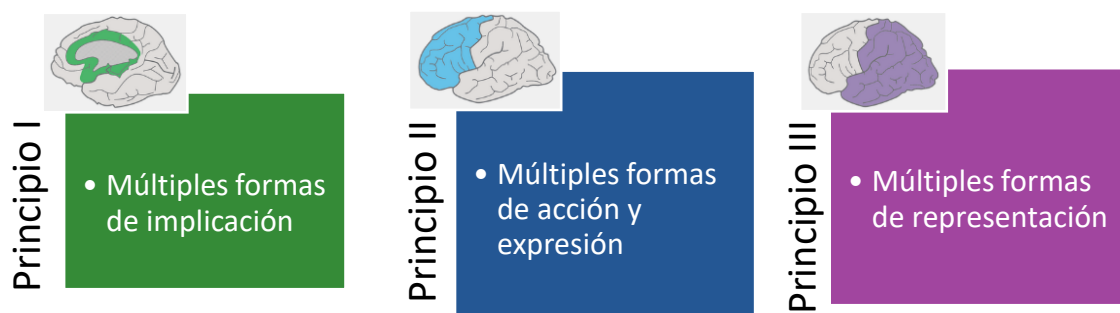 Principio I
• Múltiples formas
de implicación
Principio II
• Múltiples formas
de acción y
expresión
Principio III
• Múltiples formas
de representación